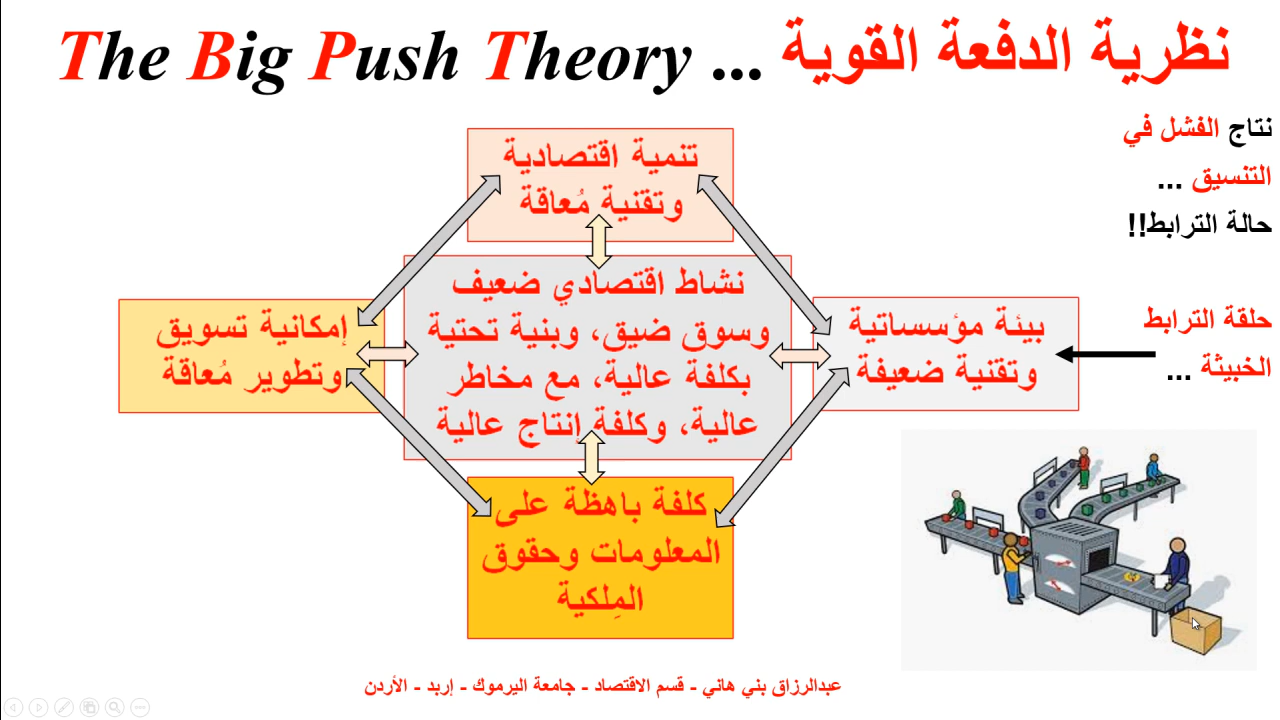 The Big Push Theory ... نظرية الدفعة القوية
نتاج الفشل في
التنسيق ...
حالة الترابط!!
تنمية اقتصادية
وتقنية مُعاقة
نشاط اقتصادي ضعيف
وسوق ضيق، وبنية تحتية
بكلفة عالية، مع مخاطر
عالية، وكلفة إنتاج عالية
بيئة مؤسساتية
وتقنية ضعيفة
إمكانية تسويق
وتطوير مُعاقة
حلقة الترابط
الخبيثة ...
كلفة باهظة على
المعلومات وحقوق
المِلكية
عبدالرزاق بني هاني - قسم الاقتصاد - جامعة اليرموك - إربد - الأردن